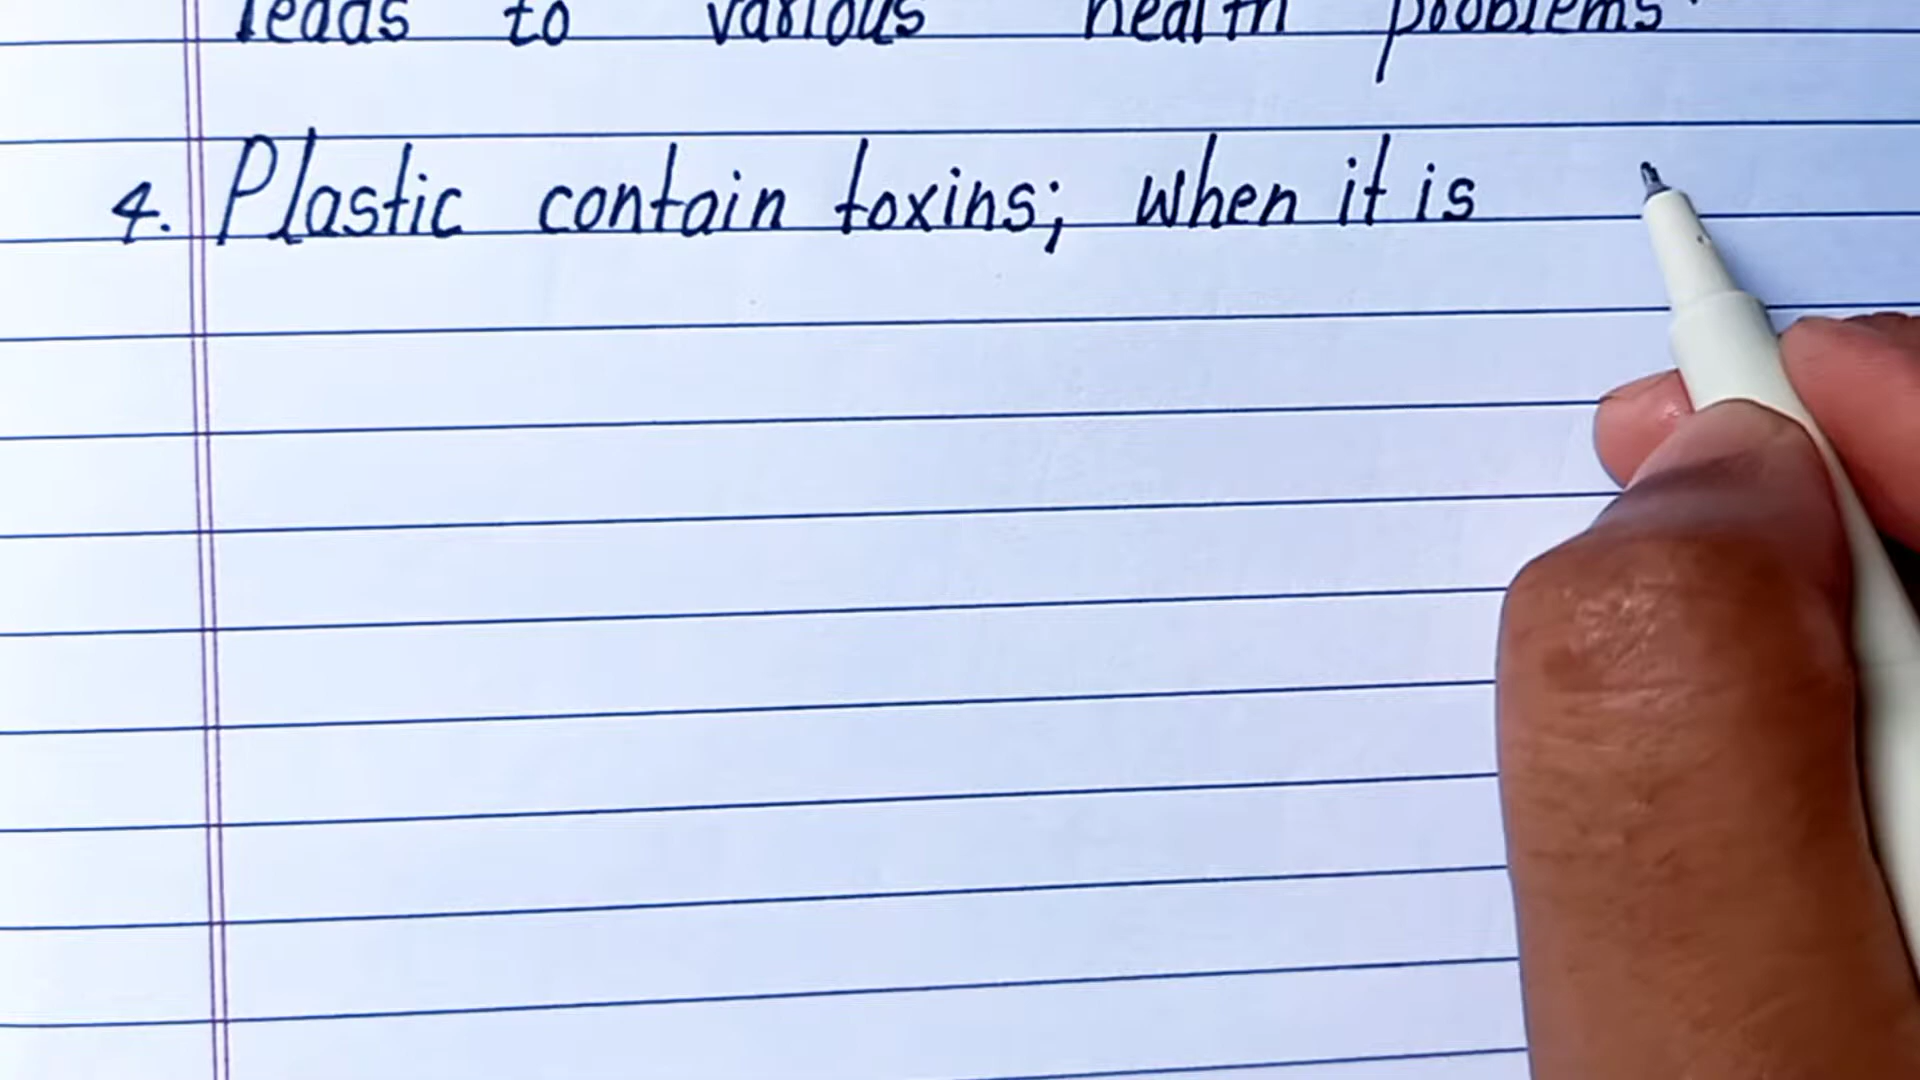 leads to various health problems.
4. Plastic contain toxins; when it is